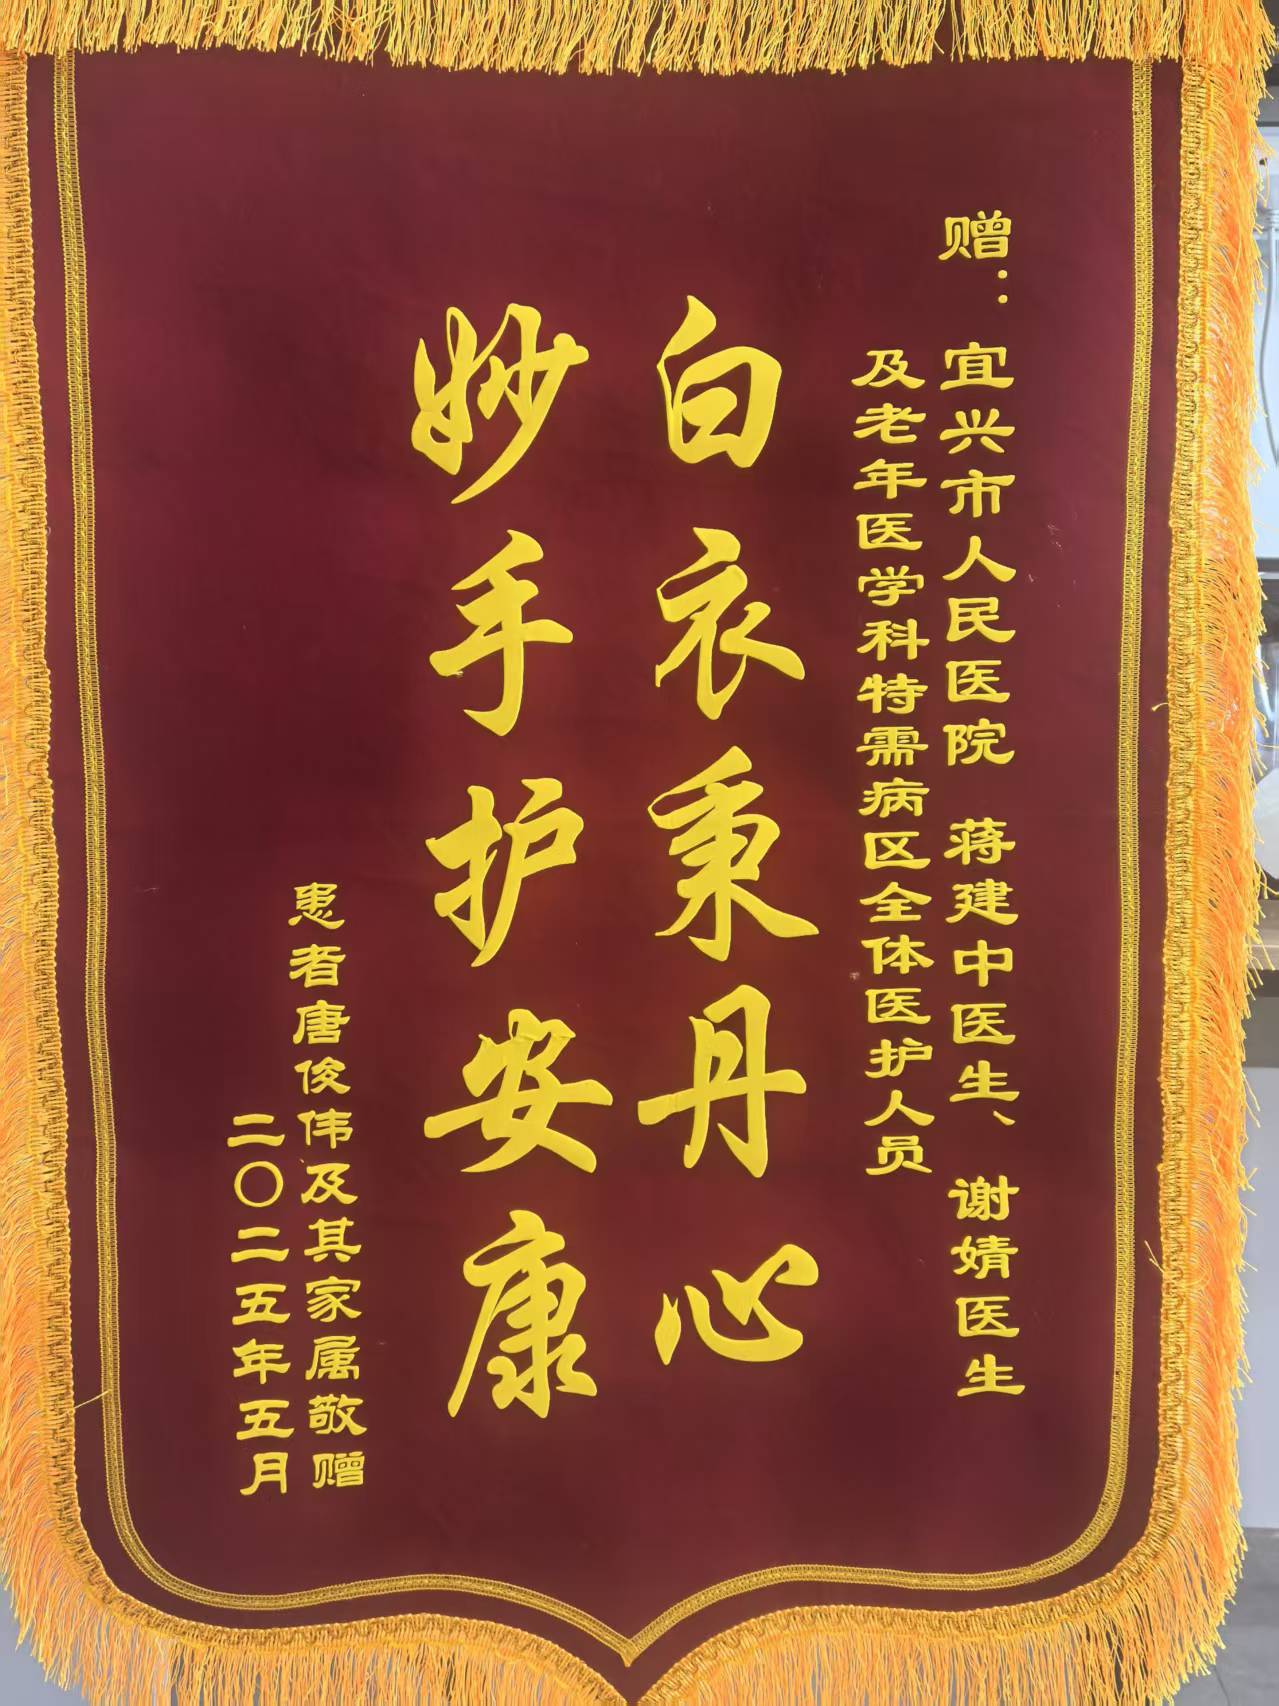 赠：宜兴市人民医院 蒋建中医生、谢婧医生
及老年医学科特需病区全体医护人员
白衣秉丹心
妙手护安康
患者唐俊伟及其家属敬赠
二〇二五年五月